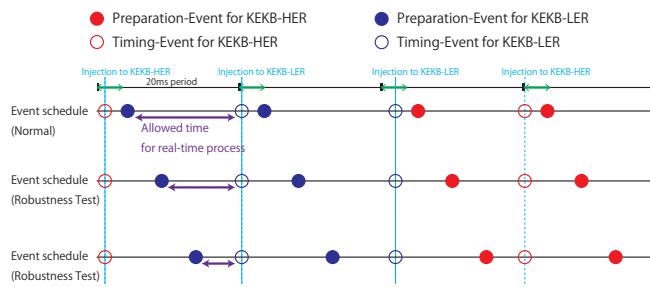 Preparation-Event for KEKB-HER
Preparation-Event for KEKB-LER
Timing-Event for KEKB-HER
Timing-Event for KEKB-LER
Injection to KEKB-HER
Injection to KEKB-LER
Injection to KEKB-LER
Injection to KEKB-HER
20ms period
Event schedule
(Normal)
Allowed time
for real-time process
Event schedule
(Robustness Test)
Event schedule
(Robustness Test)